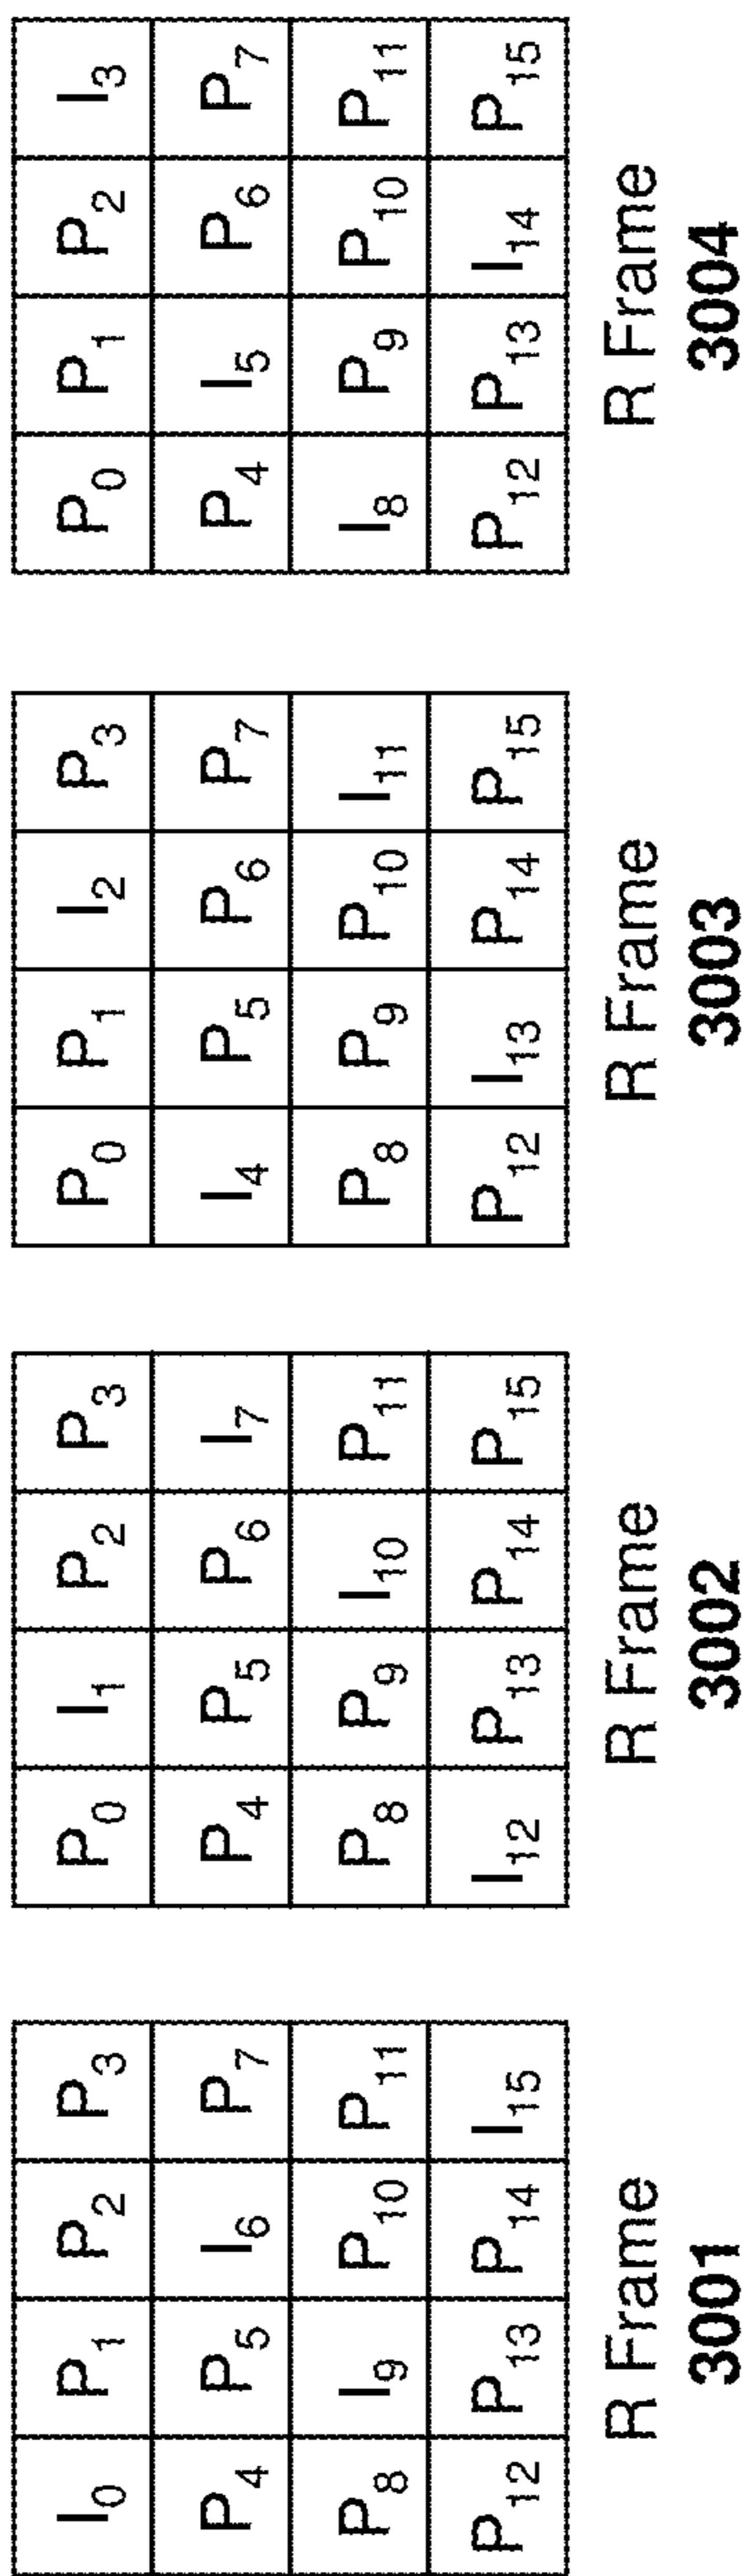 I0 P1 P2 P3
P4 P5 I6 P7
P8 I9 P10 P11
P12 P13 P14 I15
R Frame
3001
P0 I1 P2 P3
P4 P5 P6 I7
P8 P9 I10 P11
I12 P13 P14 P15
R Frame
3002
P0 P1 I2 P3
I4 P5 P6 P7
P8 P9 P10 I11
P12 I13 P14 P15
R Frame
3003
P0 P1 P2 I3
P4 I5 P6 P7
I8 P9 P10 P11
P12 P13 I14 P15
R Frame
3004